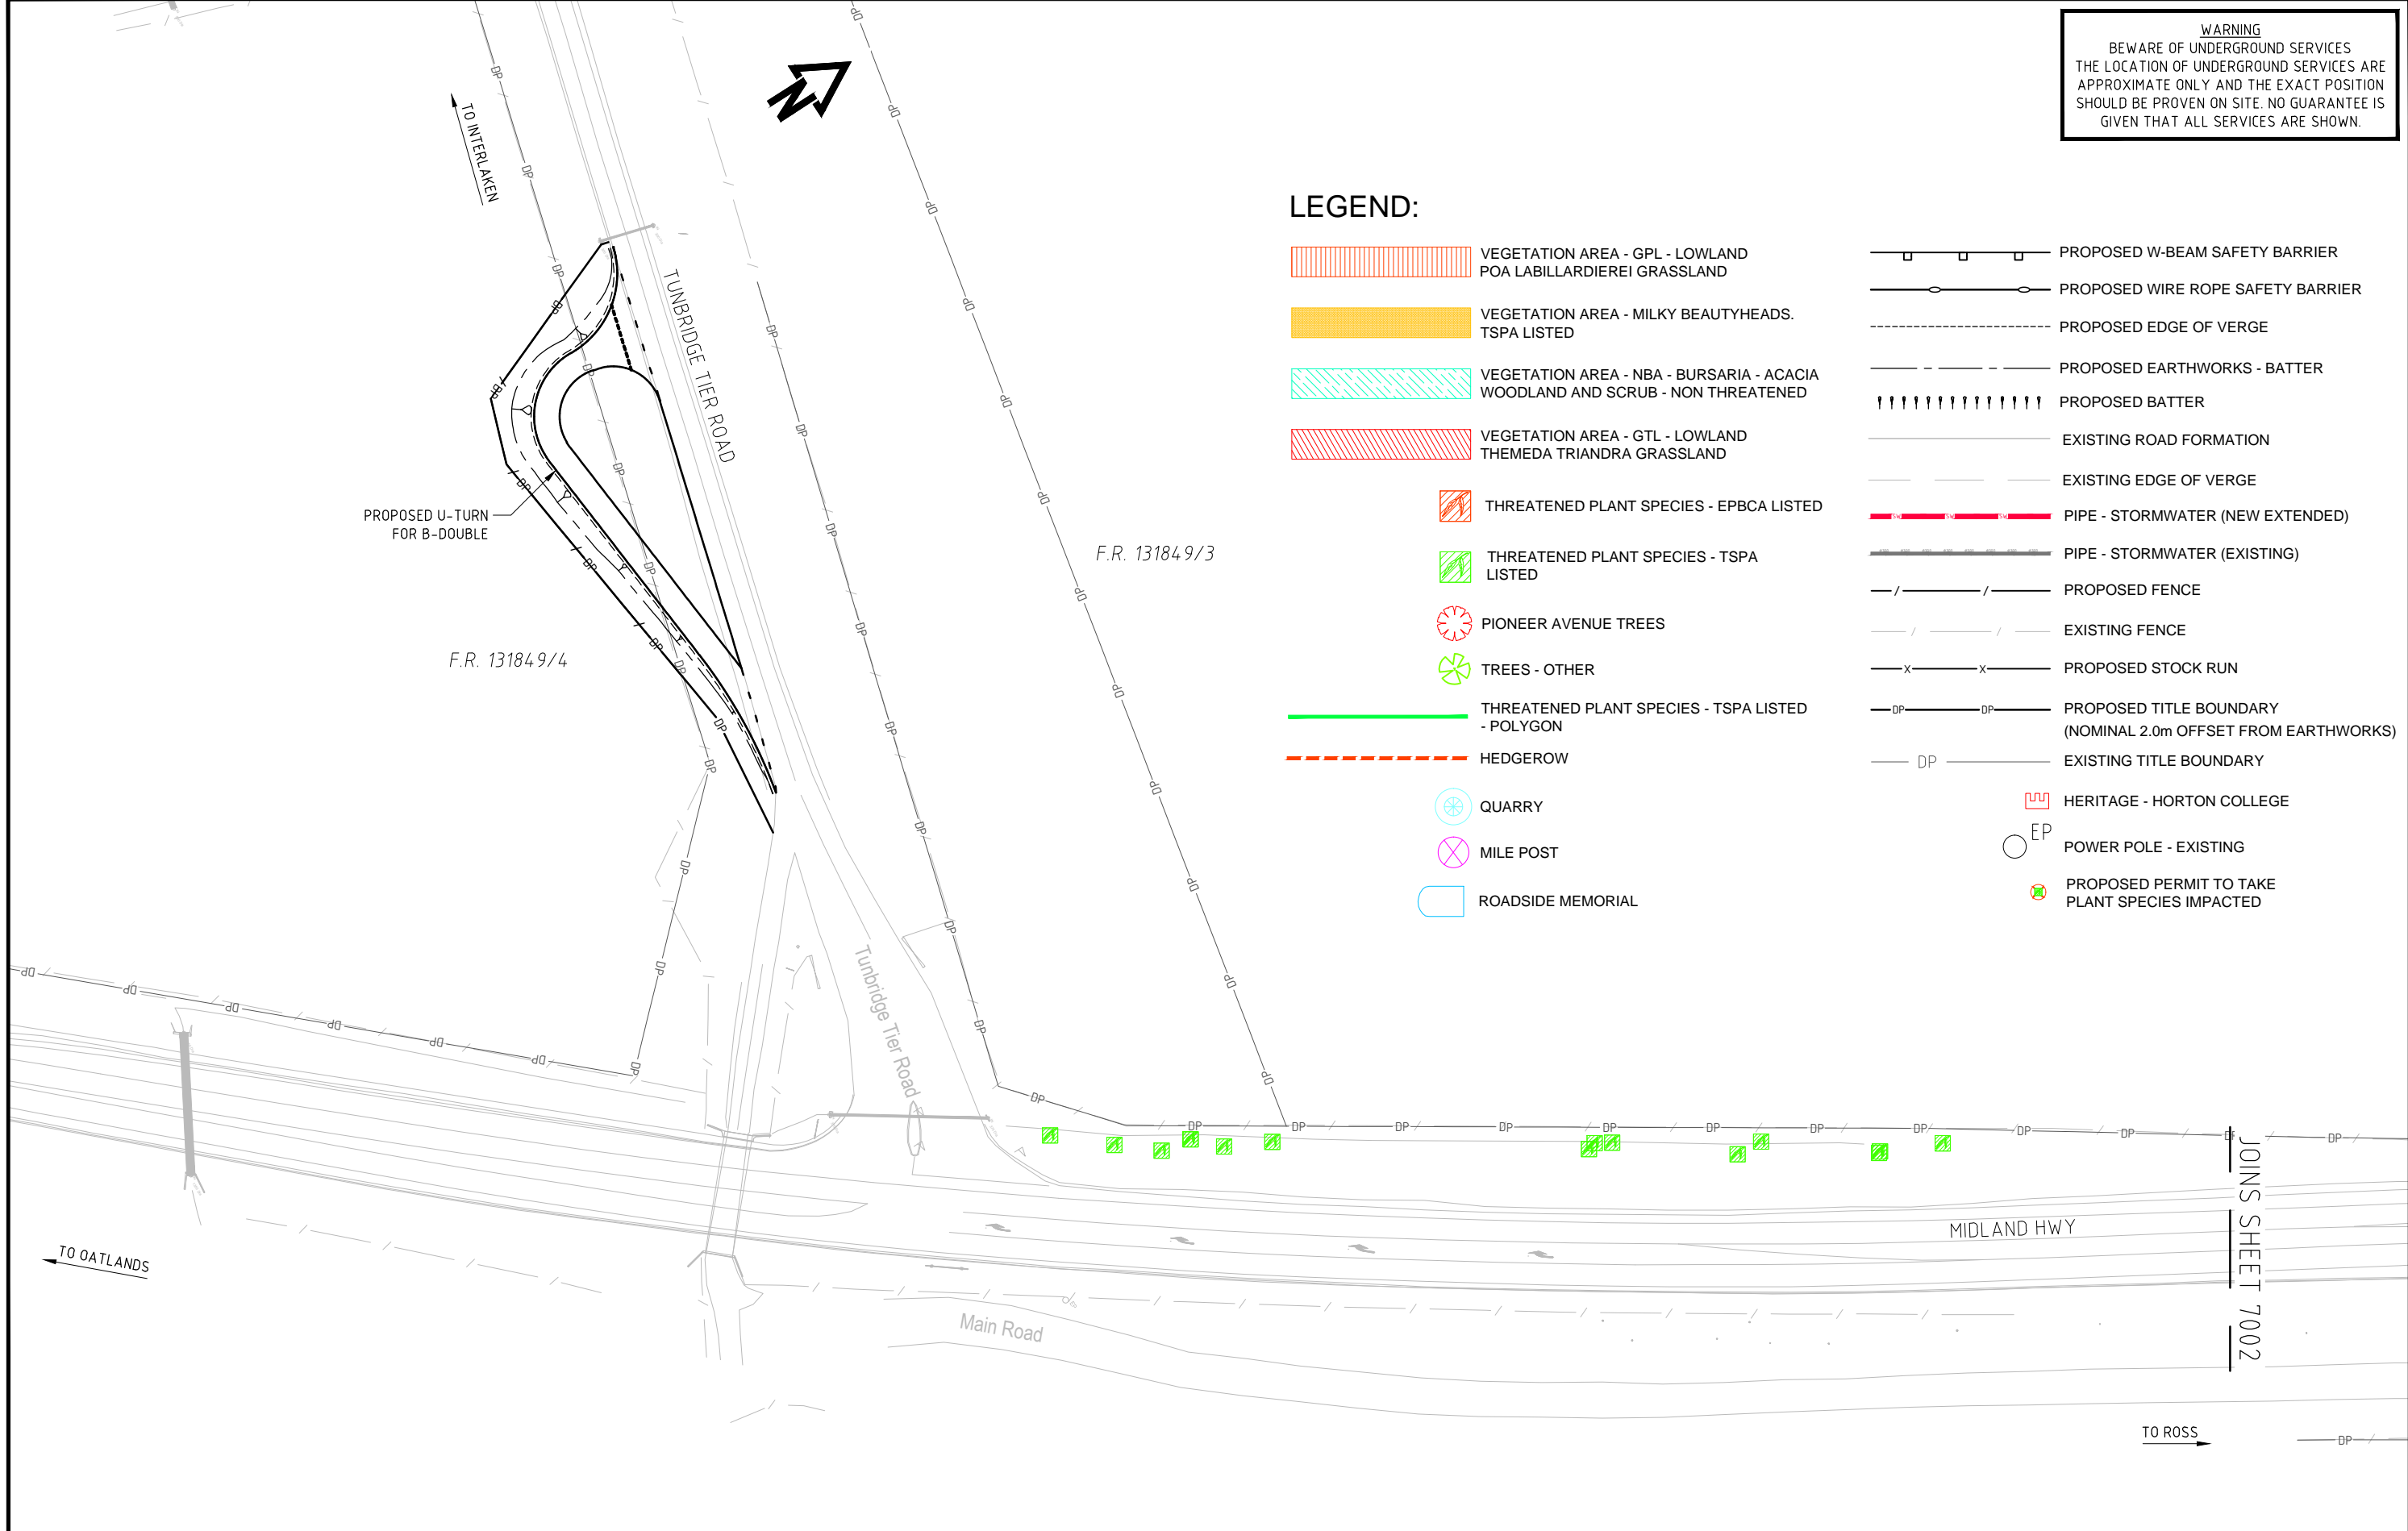 WARNING
BEWARE OF UNDERGROUND SERVICES
THE LOCATION OF UNDERGROUND SERVICES ARE
APPROXIMATE ONLY AND THE EXACT POSITION
SHOULD BE PROVEN ON SITE. NO GUARANTEE IS
GIVEN THAT ALL SERVICES ARE SHOWN.
N
TO INTERLAKEN
TUNBRIDGE TIER ROAD
PROPOSED U-TURN
FOR B-DOUBLE
F.R. 131849/3
F.R. 131849/4
LEGEND:
VEGETATION AREA - GPL - LOWLAND
POA LABILLARDIEREI GRASSLAND
VEGETATION AREA - MILKY BEAUTYHEADS.
TSPA LISTED
VEGETATION AREA - NBA - BURSARIA - ACACIA
WOODLAND AND SCRUB - NON THREATENED
VEGETATION AREA - GTL - LOWLAND
THEMEDA TRIANDRA GRASSLAND
THREATENED PLANT SPECIES - EPBCA LISTED
THREATENED PLANT SPECIES - TSPA
LISTED
PIONEER AVENUE TREES
TREES - OTHER
THREATENED PLANT SPECIES - TSPA LISTED
- POLYGON
HEDGEROW
QUARRY
MILE POST
ROADSIDE MEMORIAL
PROPOSED W-BEAM SAFETY BARRIER
PROPOSED WIRE ROPE SAFETY BARRIER
PROPOSED EDGE OF VERGE
PROPOSED EARTHWORKS - BATTER
PROPOSED BATTER
EXISTING ROAD FORMATION
EXISTING EDGE OF VERGE
PIPE - STORMWATER (NEW EXTENDED)
PIPE - STORMWATER (EXISTING)
PROPOSED FENCE
EXISTING FENCE
X X PROPOSED STOCK RUN
DP DP PROPOSED TITLE BOUNDARY
(NOMINAL 2.0m OFFSET FROM EARTHWORKS)
DP EXISTING TITLE BOUNDARY
HERITAGE - HORTON COLLEGE
EP
POWER POLE - EXISTING
PROPOSED PERMIT TO TAKE
PLANT SPECIES IMPACTED
Tunbridge Tier Road
MIDLAND HWY
JOINS SHEET 7002
TO OATLANDS
Main Road
TO ROSS
DP